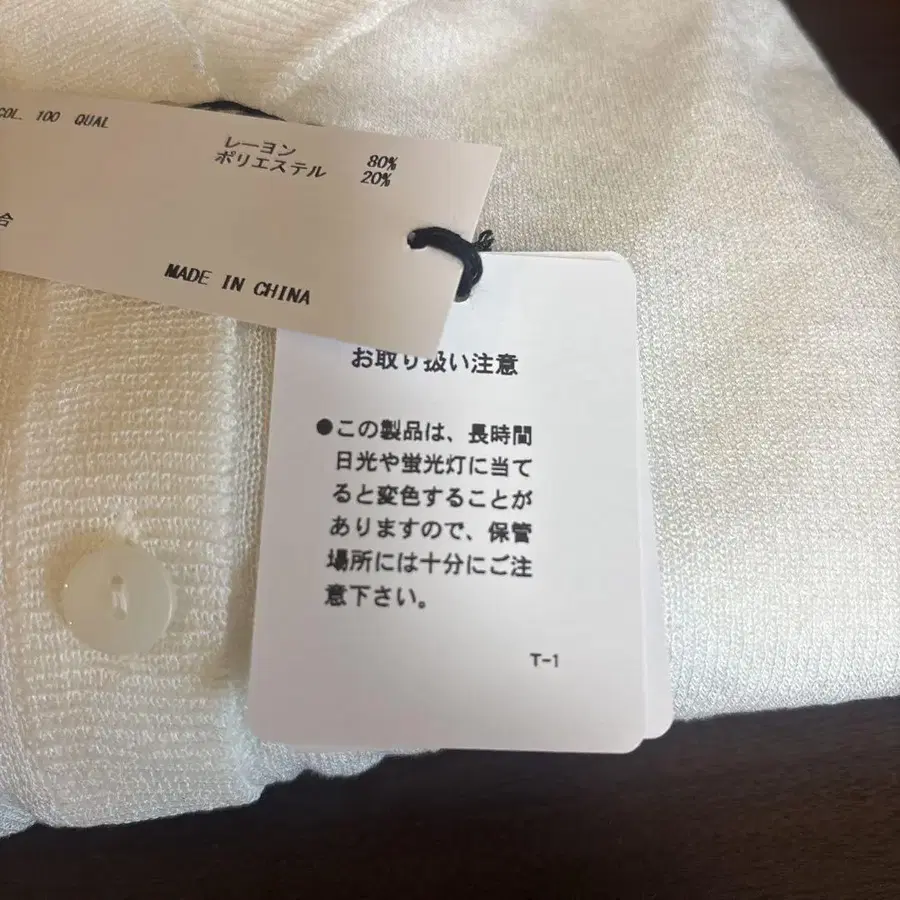 COL. 100 QUAL
レーヨン 80%
ポリエステル 20%
合
MADE IN CHINA
お取り扱い注意
●この製品は、長時間
日光や蛍光灯に当て
ると変色することが
ありますので、保管
場所には十分にご注
意下さい。
T-1